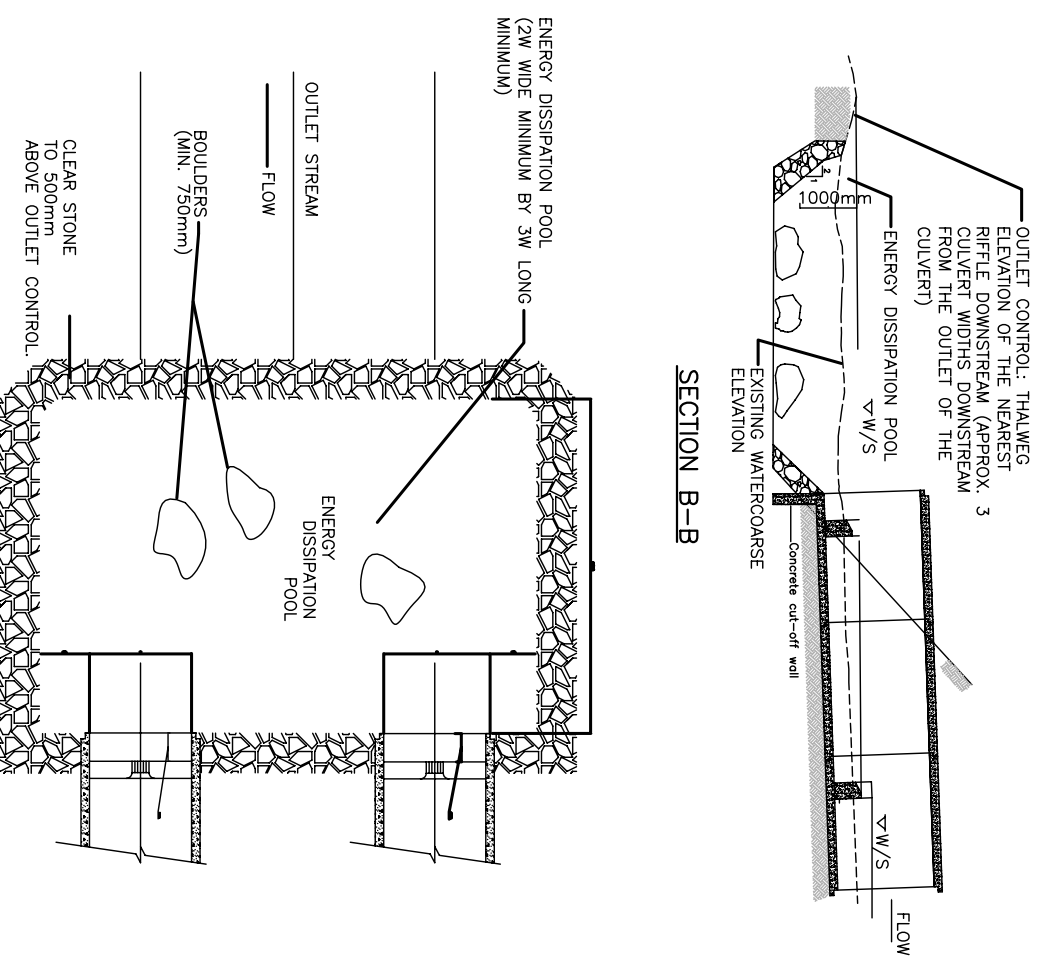 OUTLET CONTROL: THALWEG
ELEVATION OF THE NEAREST
RIFFLE DOWNSTREAM (APPROX. 3
CULVERT WIDTHS DOWNSTREAM
FROM THE OUTLET OF THE
CULVERT)
ENERGY DISSIPATION POOL
W/S
1000mm
2
1
EXISTING WATERCOARSE
ELEVATION
Concrete cut-off wall
W/S
FLOW
SECTION B-B
ENERGY DISSIPATION POOL
(2W WIDE MINIMUM BY 3W LONG
MINIMUM)
OUTLET STREAM
FLOW
BOULDERS
(MIN. 750mm)
CLEAR STONE
TO 500mm
ABOVE OUTLET CONTROL.
ENERGY
DISSIPATION
POOL